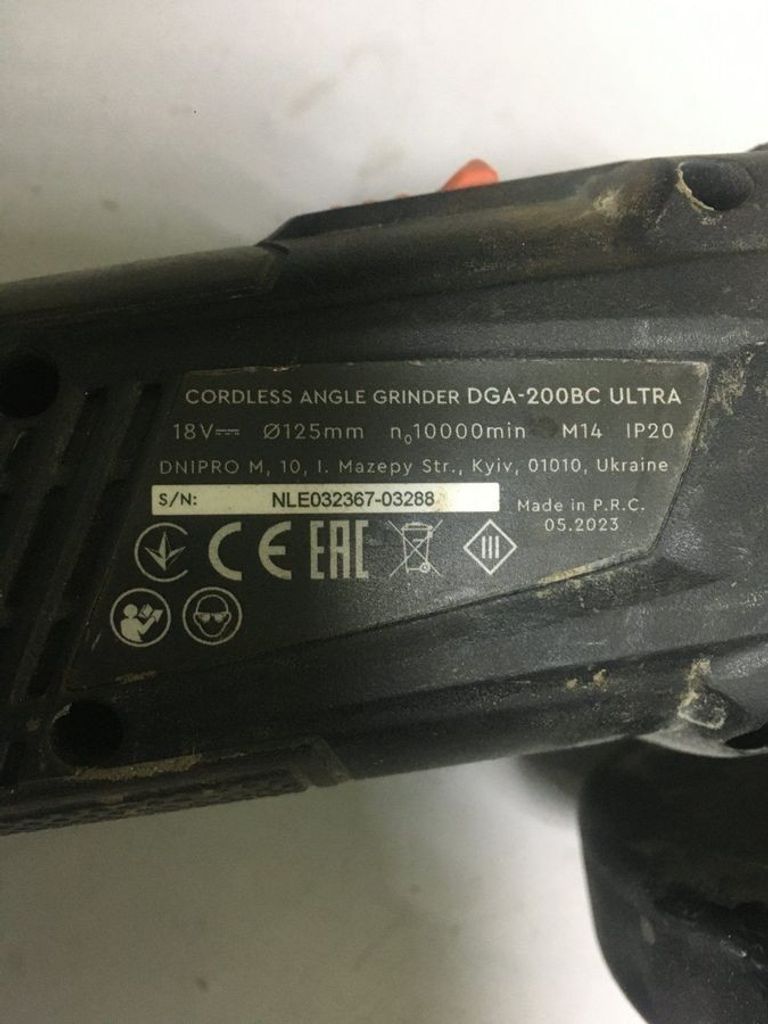 CORDLESS ANGLE GRINDER DGA-200BC ULTRA
18V⎓ Ø125mm n₀10000min M14 IP20
DNIPRO M, 10, I. Mazepy Str., Kyiv, 01010, Ukraine
S/N: NLE032367-03288
Made in P.R.C.
05.2023
CE EAC III